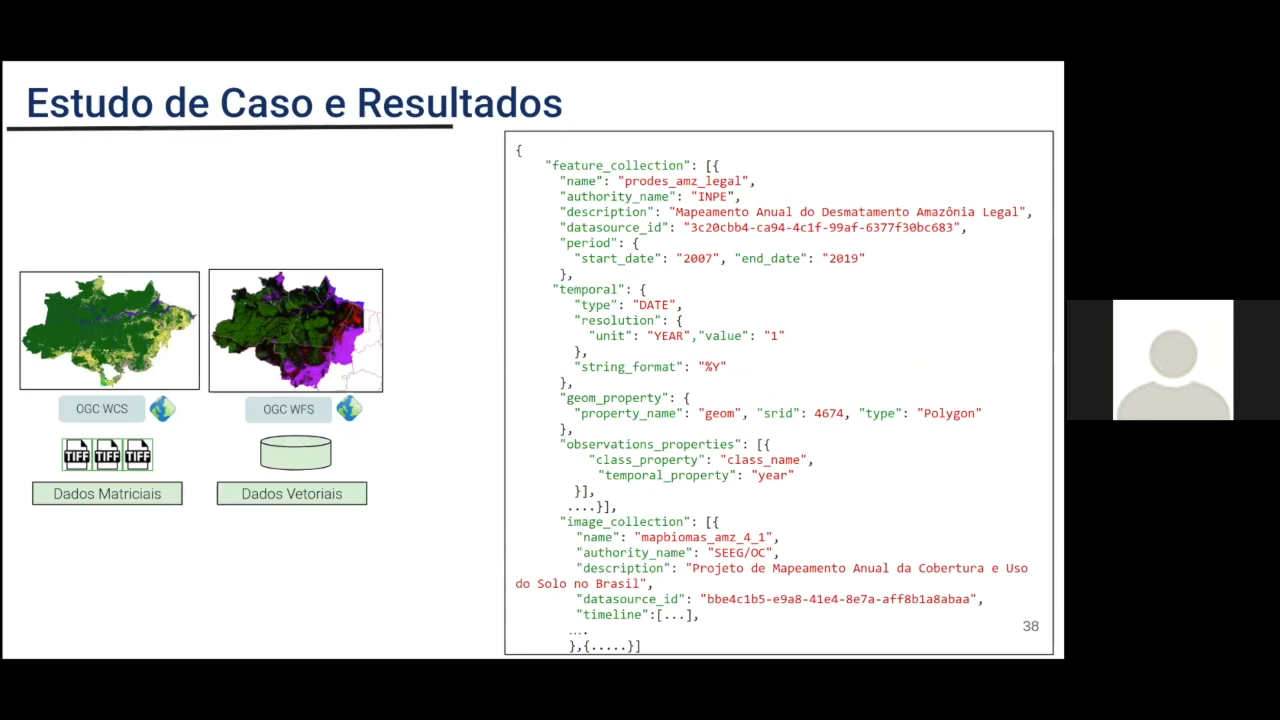 Estudo de Caso e Resultados
OGC WCS
OGC WFS
TIFF TIFF TIFF
Dados Matriciais
Dados Vetoriais
{
"feature_collection": [{
"name": "prodes_amz_legal",
"authority_name": "INPE",
"description": "Mapeamento Anual do Desmatamento Amazônia Legal",
"datasource_id": "3c20cbb4-ca94-4c1f-99af-6377f30bc683",
"period": {
"start_date": "2007", "end_date": "2019"
},
"temporal": {
"type": "DATE",
"resolution": {
"unit": "YEAR","value": "1"
},
"string_format": "%Y"
},
"geom_property": {
"property_name": "geom", "srid": 4674, "type": "Polygon"
},
"observations_properties": [{
"class_property": "class_name",
"temporal_property": "year"
}],
....}],
"image_collection": [{
"name": "mapbiomas_amz_4_1",
"authority_name": "SEEG/OC",
"description": "Projeto de Mapeamento Anual da Cobertura e Uso
do Solo no Brasil",
"datasource_id": "bbe4c1b5-e9a8-41e4-8e7a-aff8b1a8abaa",
"timeline":[...],
....
},{.....}]
38